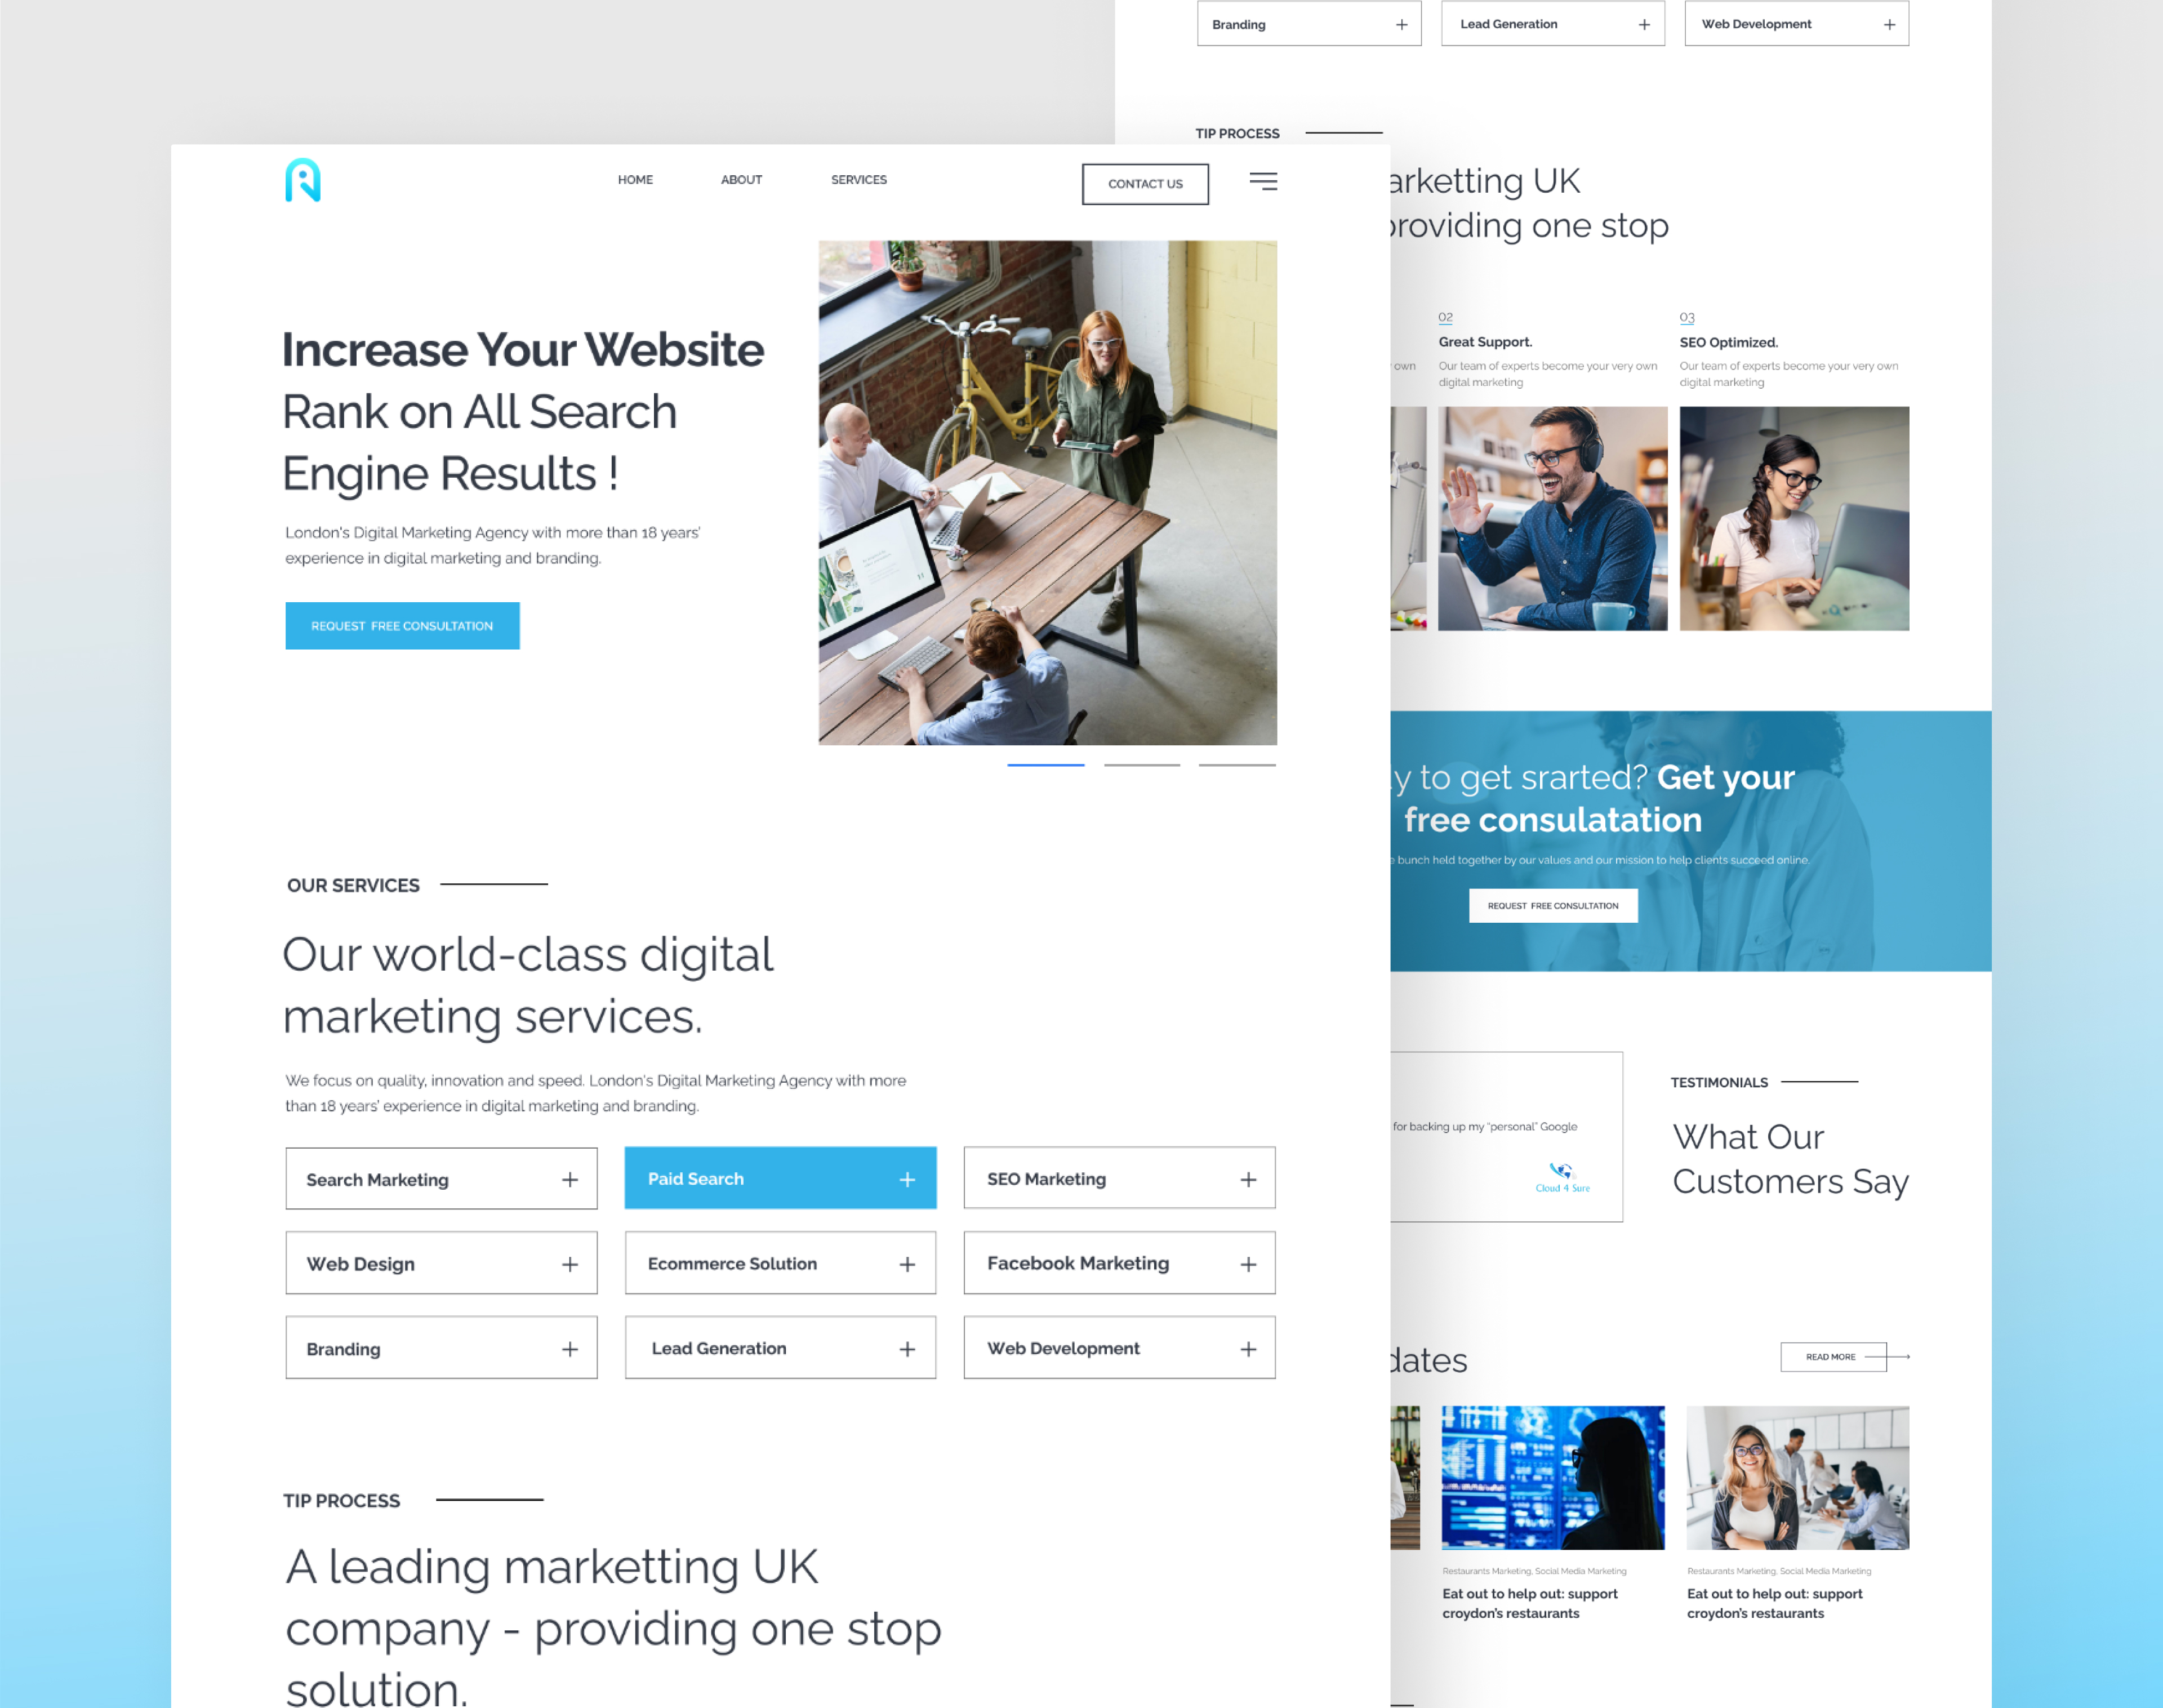 HOME
ABOUT
SERVICES
CONTACT US
Increase Your Website
Rank on All Search
Engine Results !
London's Digital Marketing Agency with more than 18 years'
experience in digital marketing and branding.
REQUEST FREE CONSULTATION
OUR SERVICES
Our world-class digital
marketing services.
We focus on quality, innovation and speed. London's Digital Marketing Agency with more
than 18 years' experience in digital marketing and branding.
Search Marketing +
Paid Search +
SEO Marketing +
Web Design +
Ecommerce Solution +
Facebook Marketing +
Branding +
Lead Generation +
Web Development +
TIP PROCESS
A leading marketting UK
company - providing one stop
solution.
Branding +
Lead Generation +
Web Development +
TIP PROCESS
arketting UK
providing one stop
own
02
Great Support.
Our team of experts become your very own
digital marketing
03
SEO Optimized.
Our team of experts become your very own
digital marketing
y to get srarted? Get your
free consulatation
bunch held together by our values and our mission to help clients succeed online.
REQUEST FREE CONSULTATION
for backing up my "personal" Google
Cloud 4 Sure
TESTIMONIALS
What Our
Customers Say
dates
READ MORE
Restaurants Marketing, Social Media Marketing
Eat out to help out: support
croydon's restaurants
Restaurants Marketing, Social Media Marketing
Eat out to help out: support
croydon's restaurants